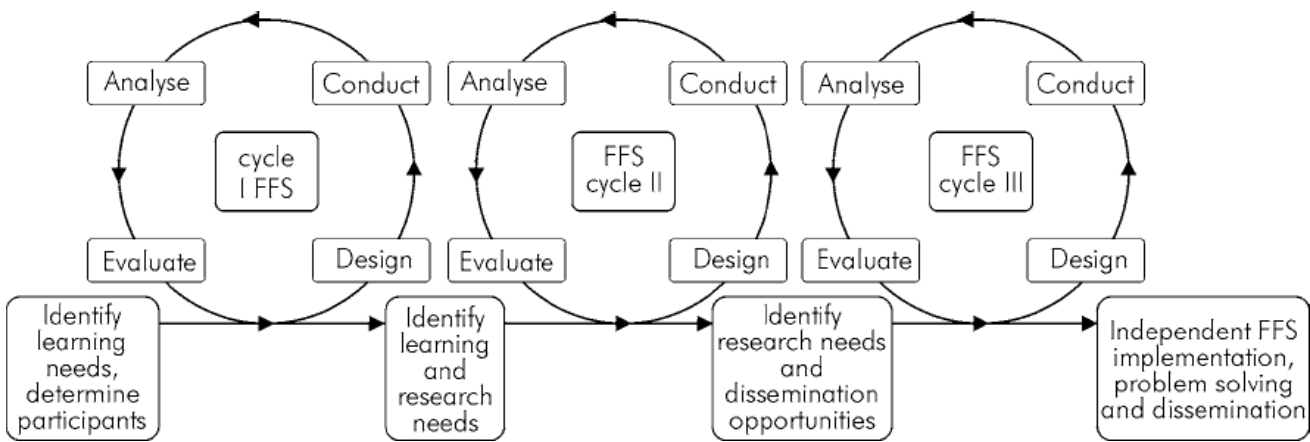 Analyse
Conduct
cycle
I FFS
Evaluate
Design
Analyse
Conduct
FFS
cycle II
Evaluate
Design
Analyse
Conduct
FFS
cycle III
Evaluate
Design
Identify
learning
needs,
determine
participants
Identify
learning
and
research
needs
Identify
research needs
and
dissemination
opportunities
Independent FFS
implementation,
problem solving
and dissemination